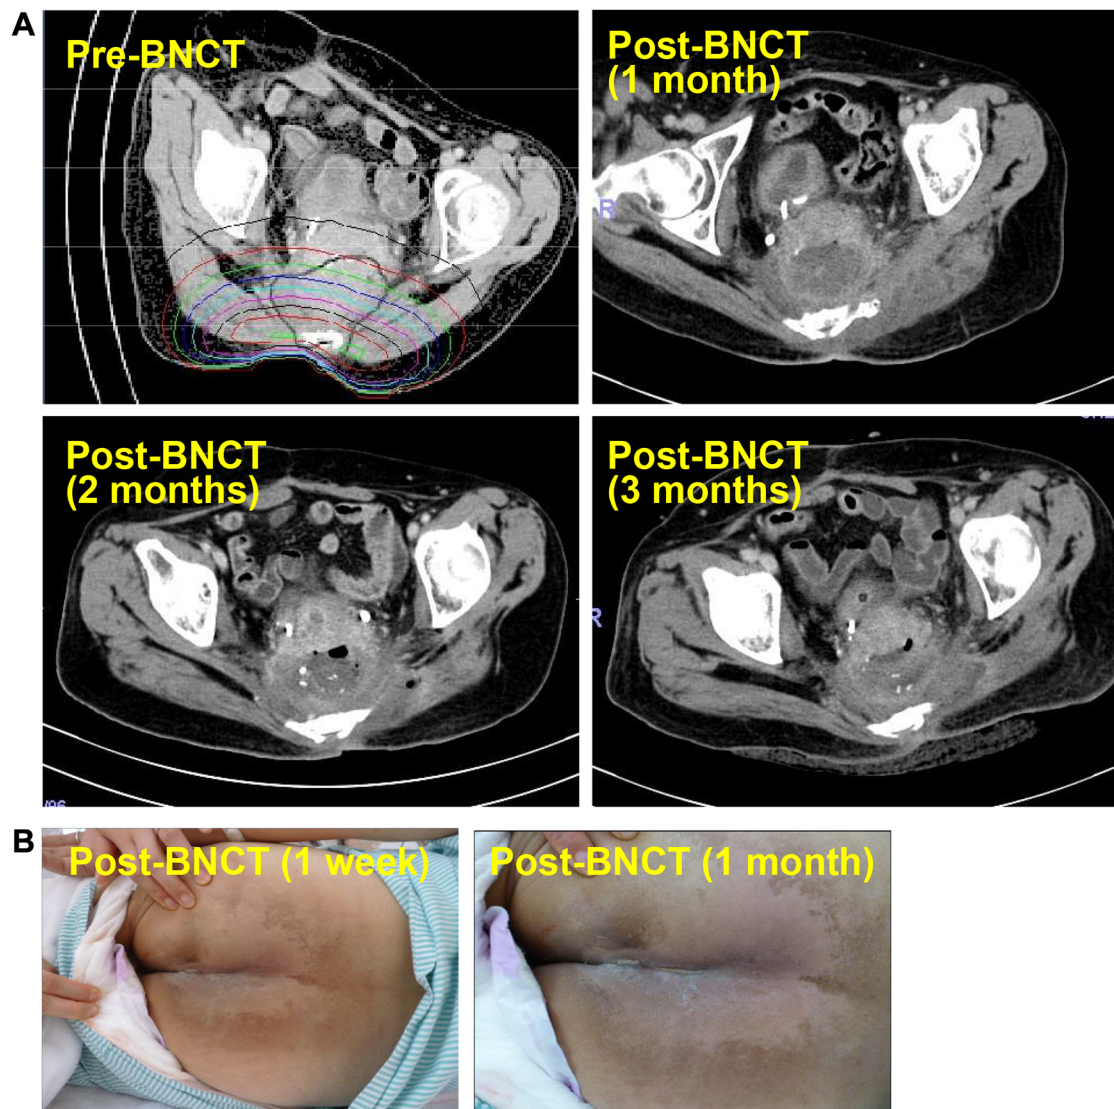 A
Pre-BNCT
Post-BNCT
(1 month)
R
Post-BNCT
(2 months)
Post-BNCT
(3 months)
R
B
Post-BNCT (1 week)
Post-BNCT (1 month)